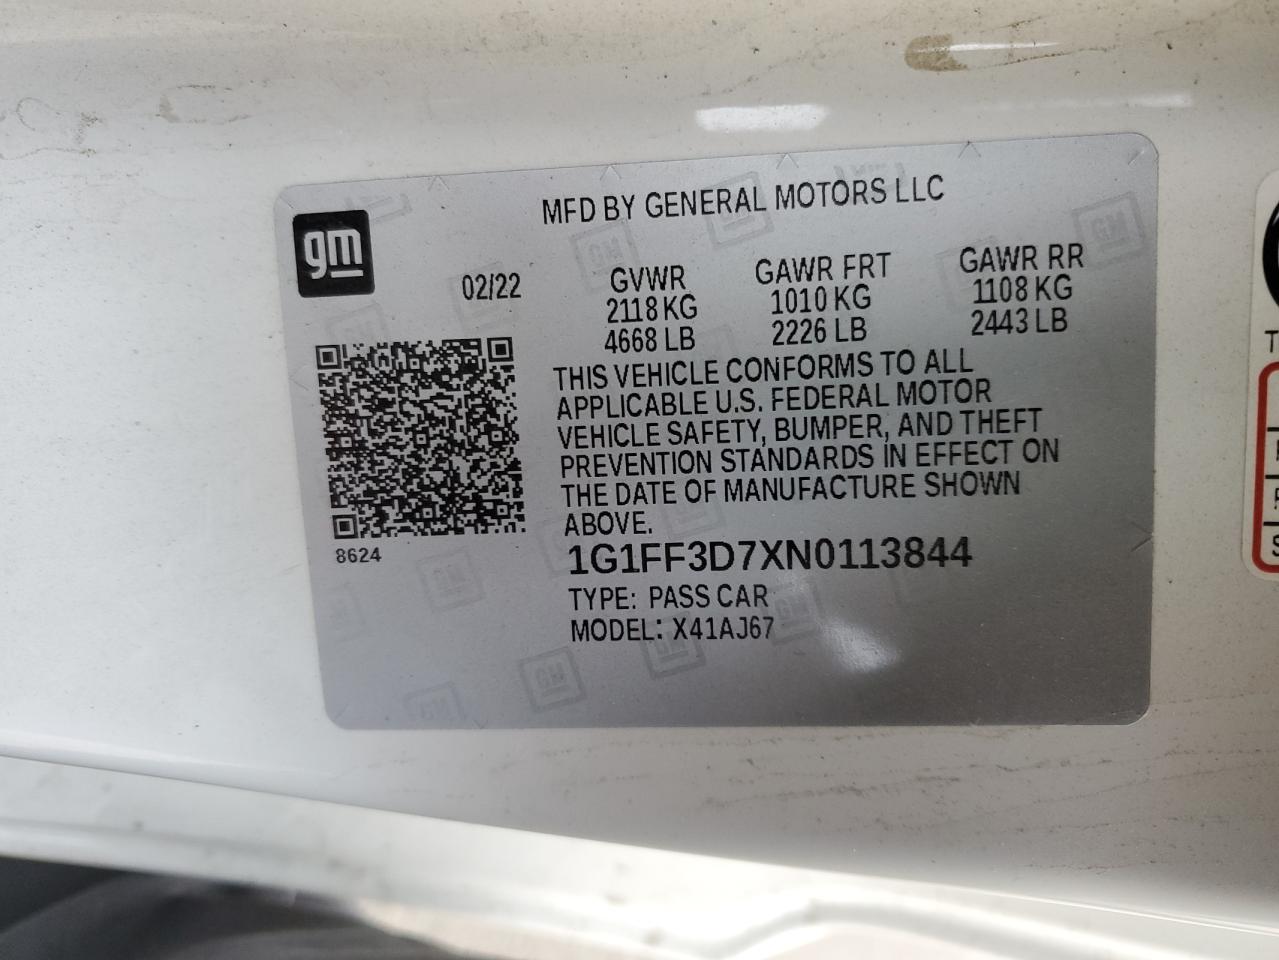 gm
MFD BY GENERAL MOTORS LLC
02/22
GVWR
2118 KG
4668 LB
GAWR FRT
1010 KG
2226 LB
GAWR RR
1108 KG
2443 LB
THIS VEHICLE CONFORMS TO ALL
APPLICABLE U.S. FEDERAL MOTOR
VEHICLE SAFETY, BUMPER, AND THEFT
PREVENTION STANDARDS IN EFFECT ON
THE DATE OF MANUFACTURE SHOWN
ABOVE.
8624
1G1FF3D7XN0113844
TYPE: PASS CAR
MODEL: X41AJ67